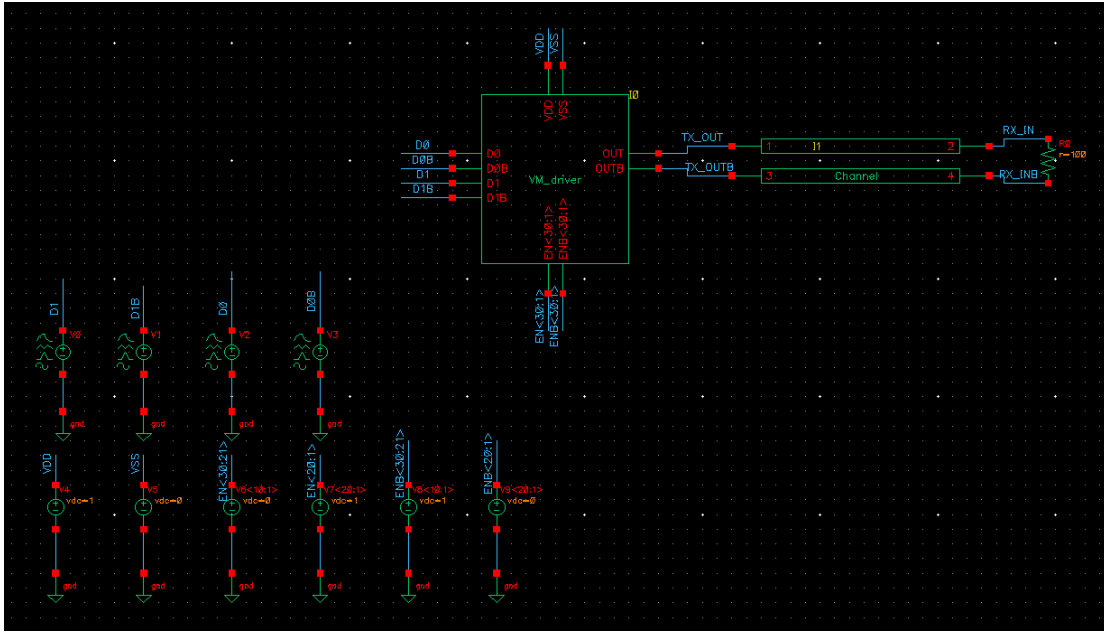 VDD
VSS
I0
VDD
VSS
D0
D0B
D1
D1B
D0
D0B
D1
D1B
VM_driver
OUT
OUTB
EN<30:1>
ENB<30:1>
EN<30:1>
ENB<30:1>
TX_OUT
TX_OUTB
1
I1
2
3
Channel
4
RX_IN
RX_INB
R0
r=100
D1
V0
gnd
D1B
V1
gnd
D0
V2
gnd
D0B
V3
gnd
VDD
V4
vdc=1
gnd
VSS
V5
vdc=0
gnd
EN<30:21>
V6<10:1>
vdc=0
gnd
EN<20:1>
V7<20:1>
vdc=1
gnd
ENB<30:21>
V8<10:1>
vdc=1
gnd
ENB<20:1>
V9<20:1>
vdc=0
gnd